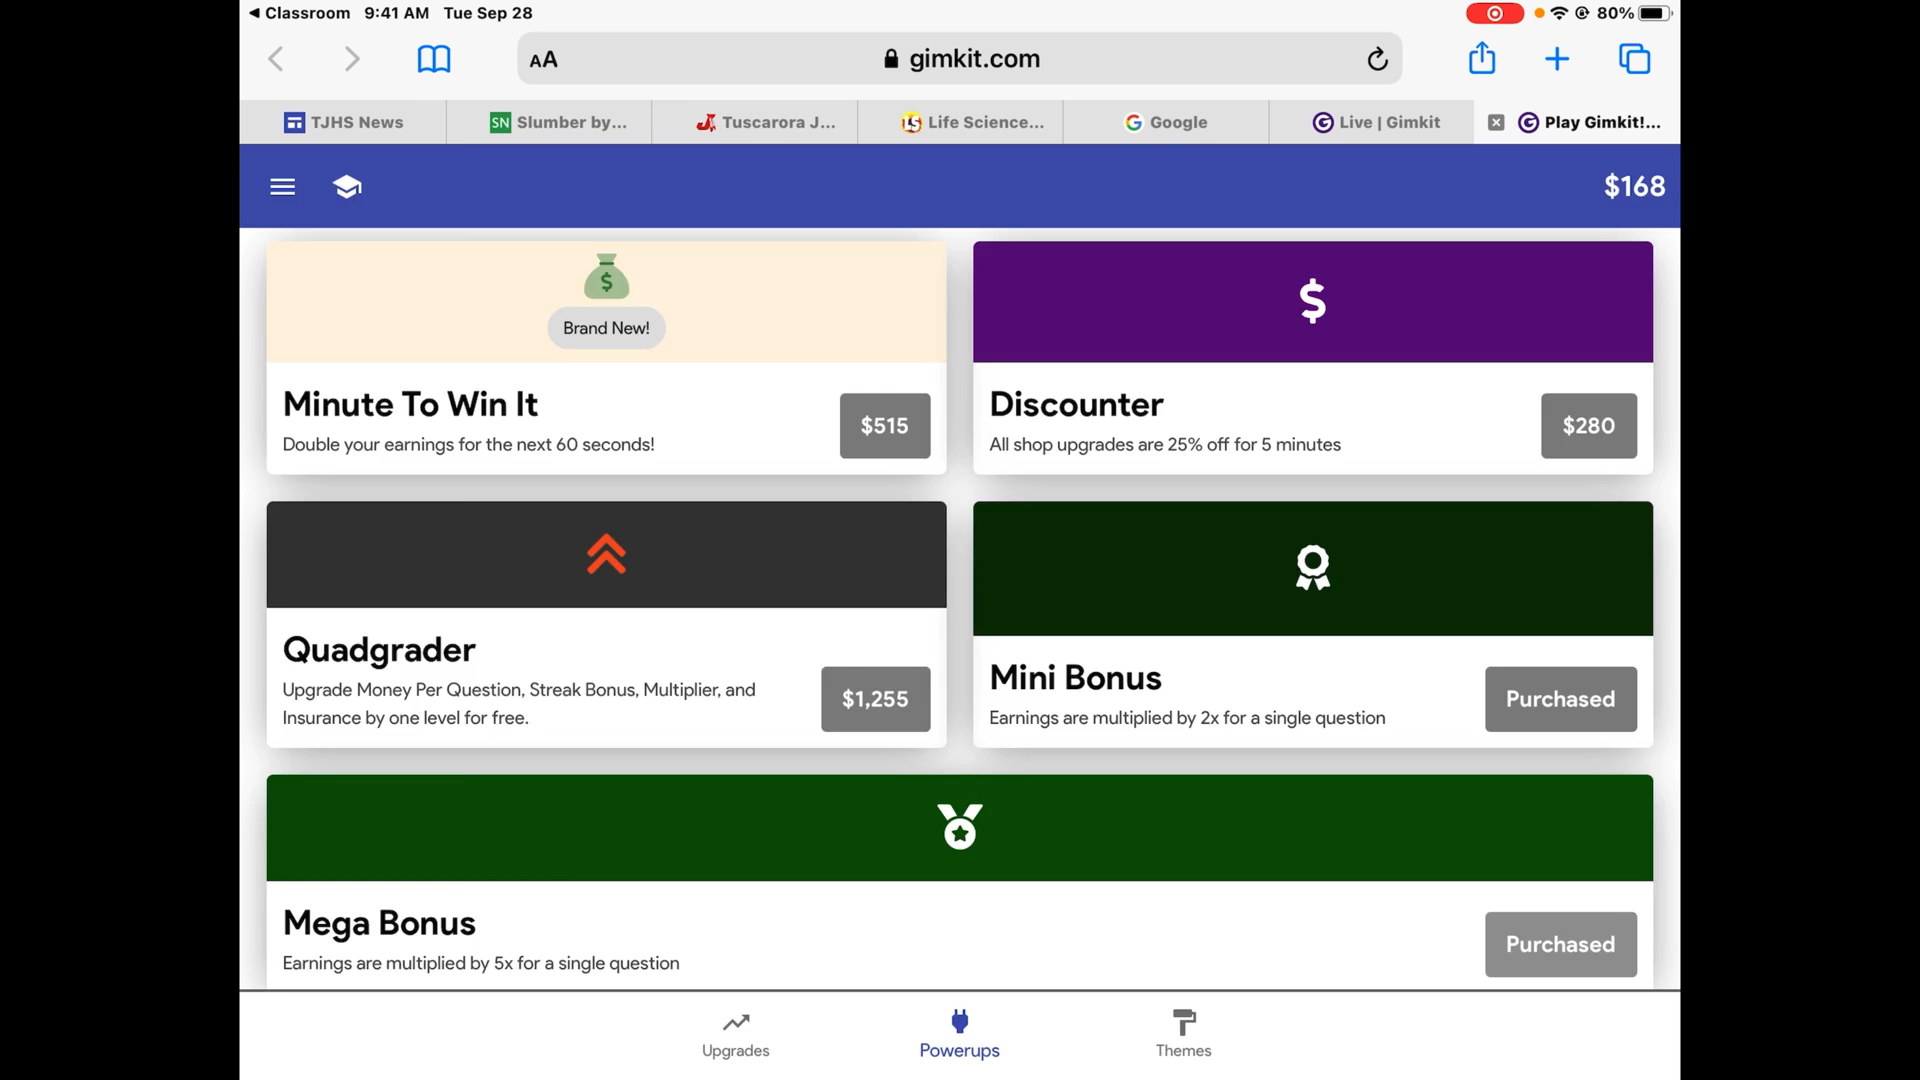 Classroom 9:41 AM Tue Sep 28 80%
AA gimkit.com
TJHS News SN Slumber by... Tuscarora J... Life Science... Google Live | Gimkit Play Gimkit!...
$168
$
Brand New!
$
Minute To Win It
Double your earnings for the next 60 seconds!
$515
Discounter
All shop upgrades are 25% off for 5 minutes
$280
Quadgrader
Upgrade Money Per Question, Streak Bonus, Multiplier, and
Insurance by one level for free.
$1,255
Mini Bonus
Earnings are multiplied by 2x for a single question
Purchased
Mega Bonus
Earnings are multiplied by 5x for a single question
Purchased
Upgrades Powerups Themes